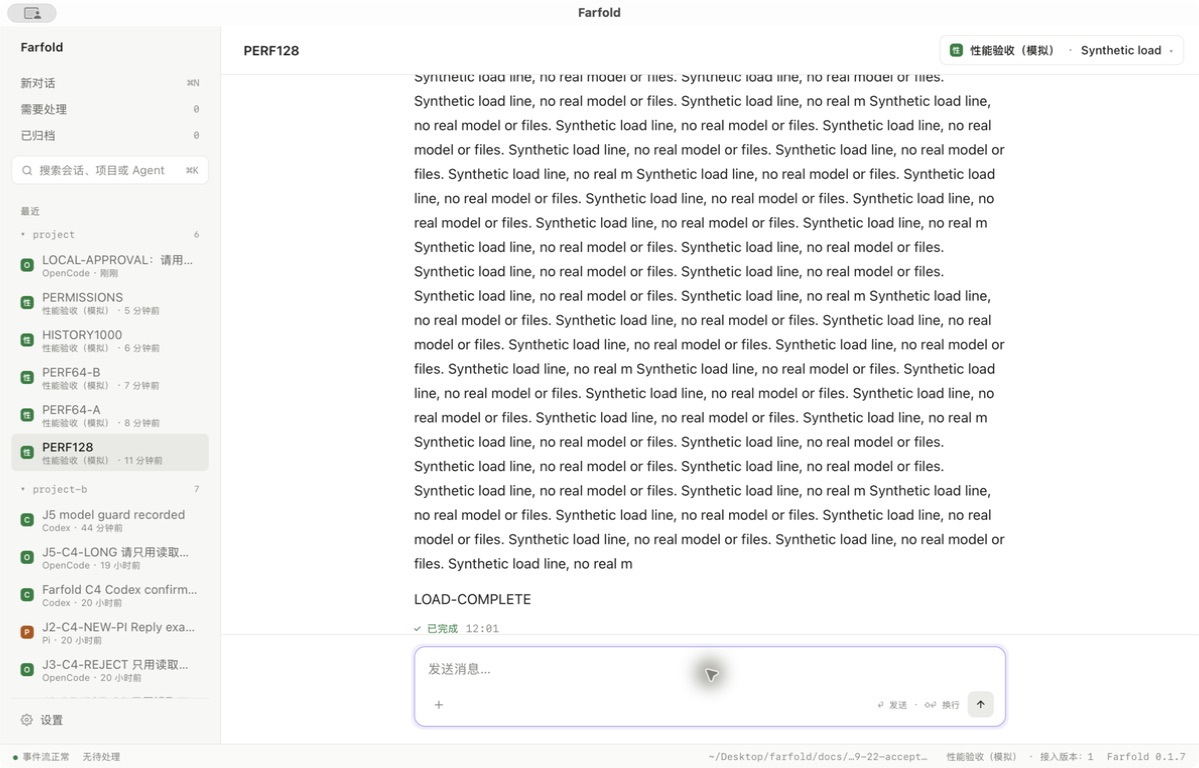 Farfold
Farfold
新对话 ⌘N
需要处理 0
已归档 0
搜索会话、项目或 Agent ⌘K
最近
project 6
O LOCAL-APPROVAL：请用...
OpenCode · 刚刚
性 PERMISSIONS
性能验收（模拟） · 5 分钟前
性 HISTORY1000
性能验收（模拟） · 6 分钟前
性 PERF64-B
性能验收（模拟） · 7 分钟前
性 PERF64-A
性能验收（模拟） · 8 分钟前
性 PERF128
性能验收（模拟） · 11 分钟前
project-b 7
C J5 model guard recorded
Codex · 44 分钟前
O J5-C4-LONG 请只用读取...
OpenCode · 19 小时前
C Farfold C4 Codex confirm...
Codex · 20 小时前
P J2-C4-NEW-PI Reply exa...
Pi · 20 小时前
O J3-C4-REJECT 只用读取...
OpenCode · 20 小时前
设置
PERF128
性 性能验收（模拟） · Synthetic load
Synthetic load line, no real model or files. Synthetic load line, no real model or files.
Synthetic load line, no real model or files. Synthetic load line, no real m Synthetic load line,
no real model or files. Synthetic load line, no real model or files. Synthetic load line, no real
model or files. Synthetic load line, no real model or files. Synthetic load line, no real model or
files. Synthetic load line, no real m Synthetic load line, no real model or files. Synthetic load
line, no real model or files. Synthetic load line, no real model or files. Synthetic load line, no
real model or files. Synthetic load line, no real model or files. Synthetic load line, no real m
Synthetic load line, no real model or files. Synthetic load line, no real model or files.
Synthetic load line, no real model or files. Synthetic load line, no real model or files.
Synthetic load line, no real model or files. Synthetic load line, no real m Synthetic load line,
no real model or files. Synthetic load line, no real model or files. Synthetic load line, no real
model or files. Synthetic load line, no real model or files. Synthetic load line, no real model or
files. Synthetic load line, no real m Synthetic load line, no real model or files. Synthetic load
line, no real model or files. Synthetic load line, no real model or files. Synthetic load line, no
real model or files. Synthetic load line, no real model or files. Synthetic load line, no real m
Synthetic load line, no real model or files. Synthetic load line, no real model or files.
Synthetic load line, no real model or files. Synthetic load line, no real model or files.
Synthetic load line, no real model or files. Synthetic load line, no real m Synthetic load line,
no real model or files. Synthetic load line, no real model or files. Synthetic load line, no real
model or files. Synthetic load line, no real model or files. Synthetic load line, no real model or
files. Synthetic load line, no real m
LOAD-COMPLETE
✓ 已完成 12:01
发送消息...
+ ⏎ 发送 · ⇧⏎ 换行
事件流正常 无待处理
~/Desktop/farfold/docs/…9-22-accept… 性能验收（模拟） · 接入版本：1 Farfold 0.1.7